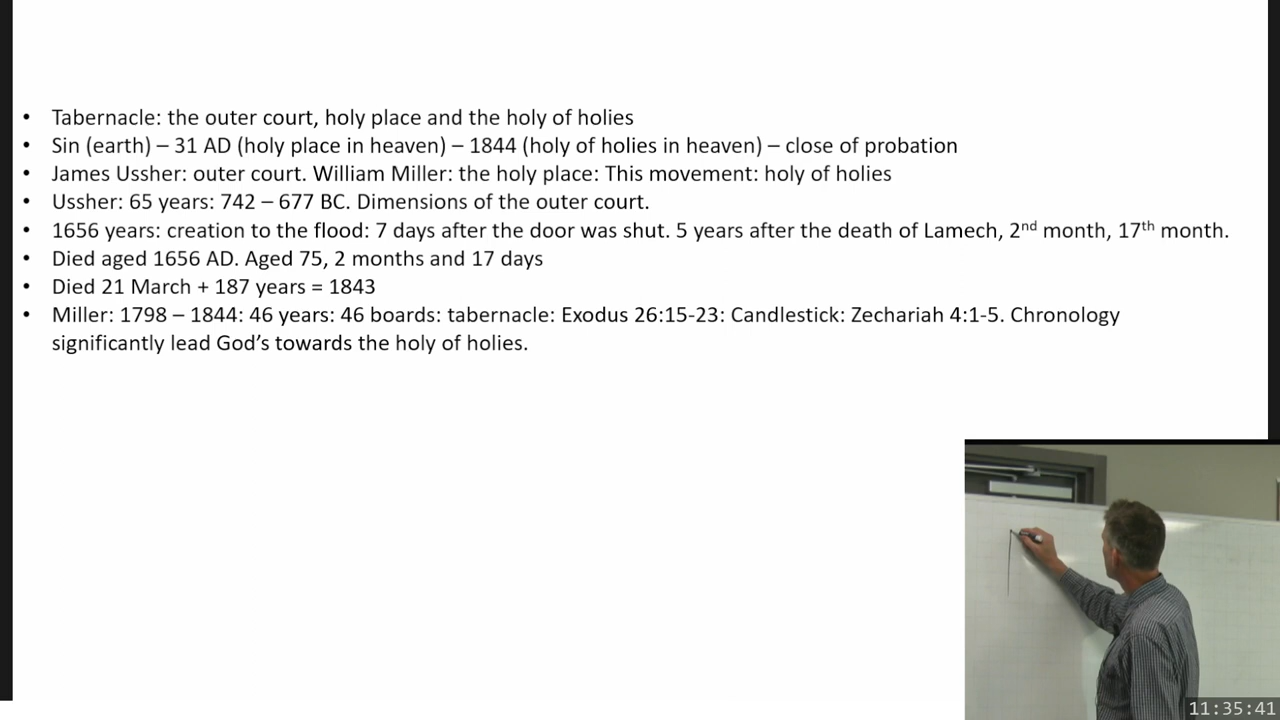 • Tabernacle: the outer court, holy place and the holy of holies
• Sin (earth) – 31 AD (holy place in heaven) – 1844 (holy of holies in heaven) – close of probation
• James Ussher: outer court. William Miller: the holy place: This movement: holy of holies
• Ussher: 65 years: 742 – 677 BC. Dimensions of the outer court.
• 1656 years: creation to the flood: 7 days after the door was shut. 5 years after the death of Lamech, 2nd month, 17th month.
• Died aged 1656 AD. Aged 75, 2 months and 17 days
• Died 21 March + 187 years = 1843
• Miller: 1798 – 1844: 46 years: 46 boards: tabernacle: Exodus 26:15-23: Candlestick: Zechariah 4:1-5. Chronology
significantly lead God’s towards the holy of holies.
11:35:41